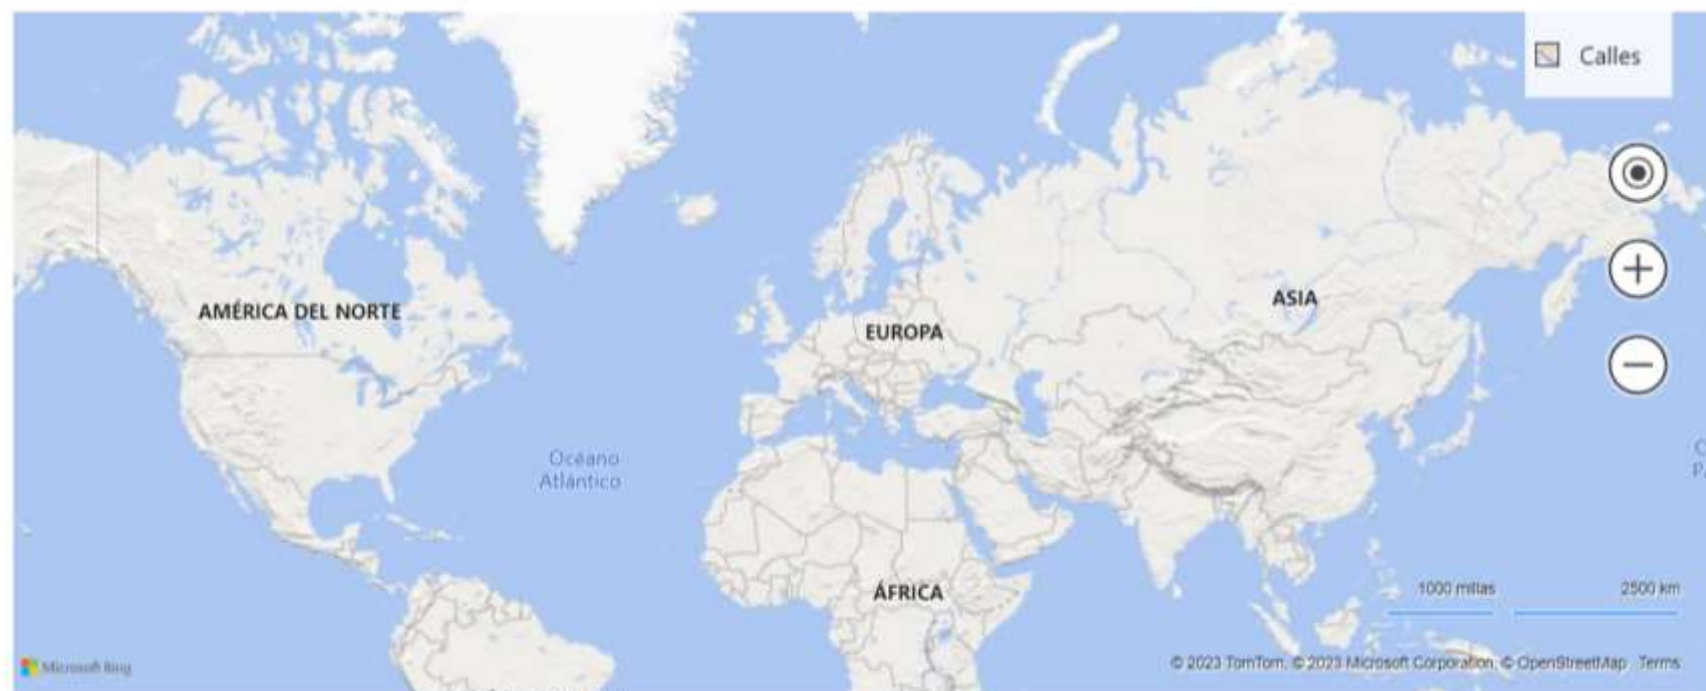 Calles
AMÉRICA DEL NORTE
ASIA
EUROPA
Océano
Atlántico
ÁFRICA
1000 millas
2500 km
Microsoft Bing
© 2023 TomTom, © 2023 Microsoft Corporation, © OpenStreetMap Terms